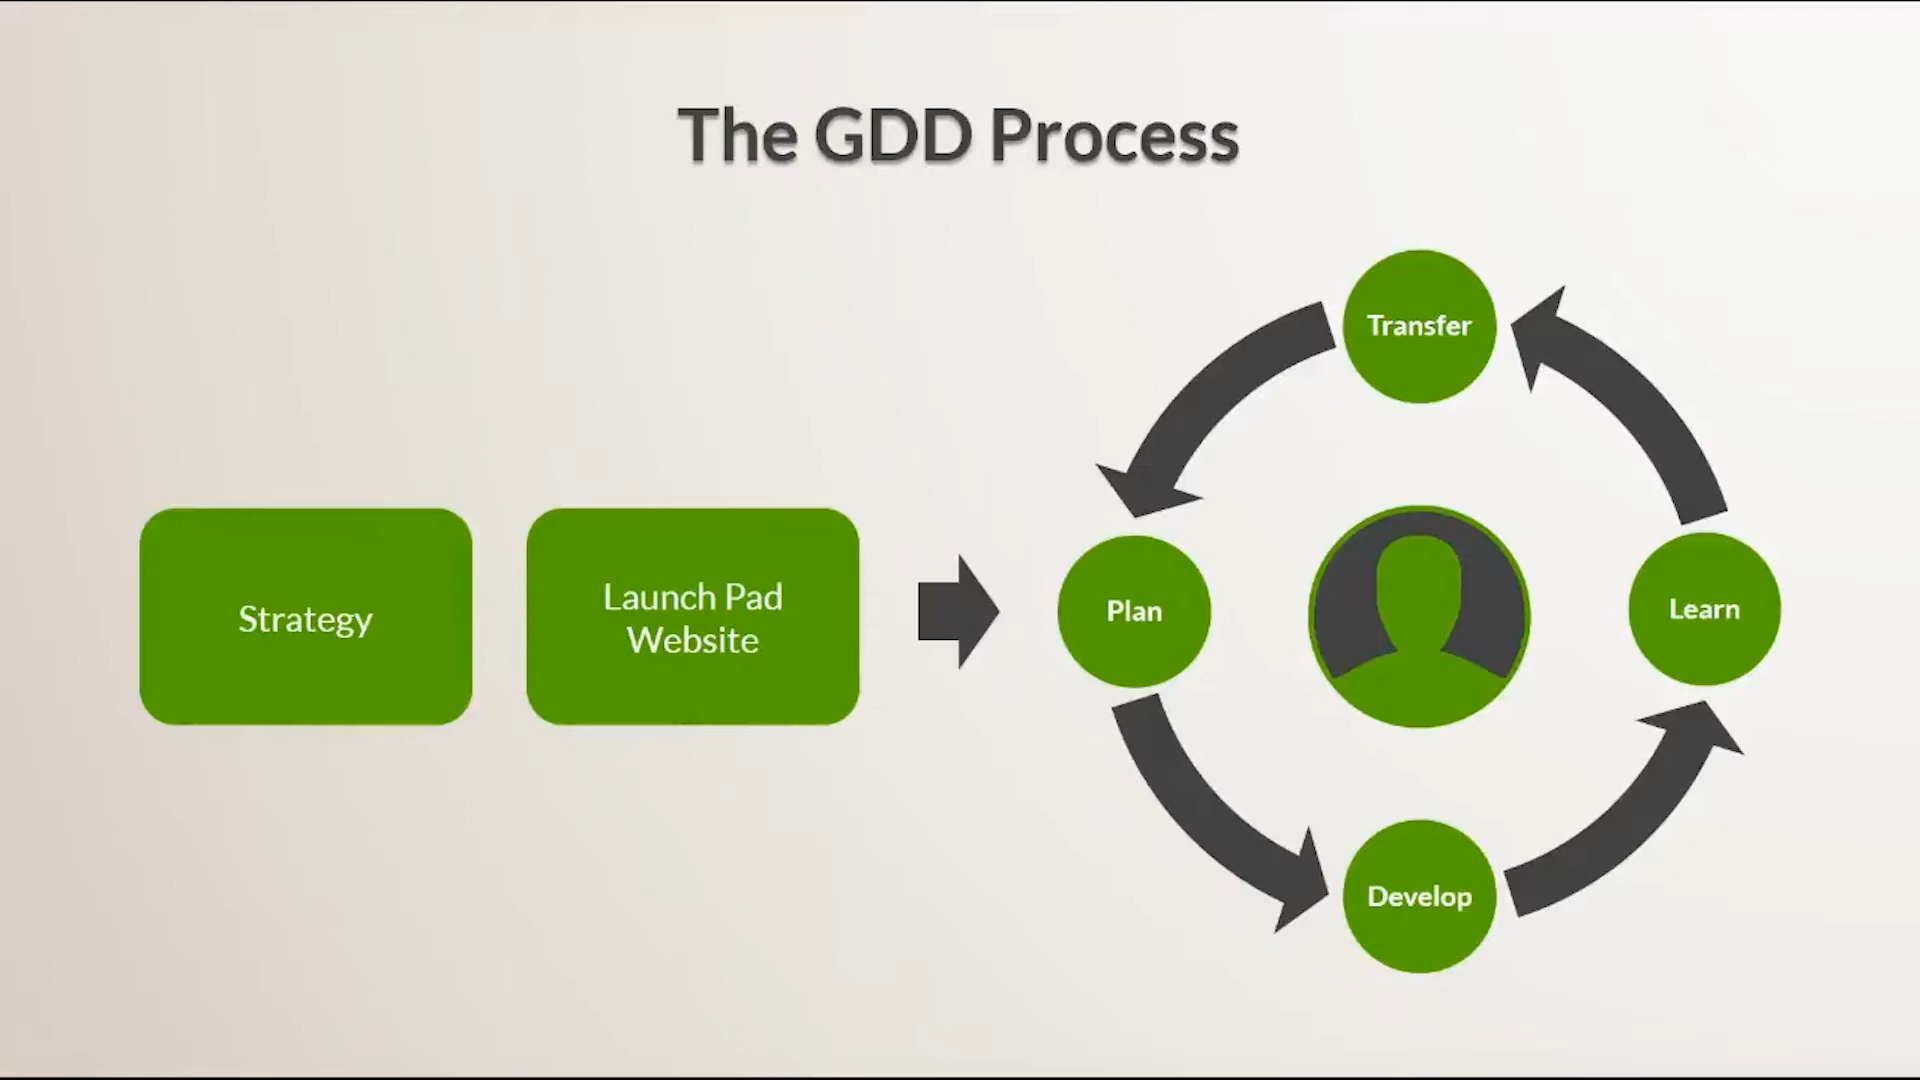 The GDD Process
Strategy
Launch Pad
Website
Transfer
Plan
Learn
Develop